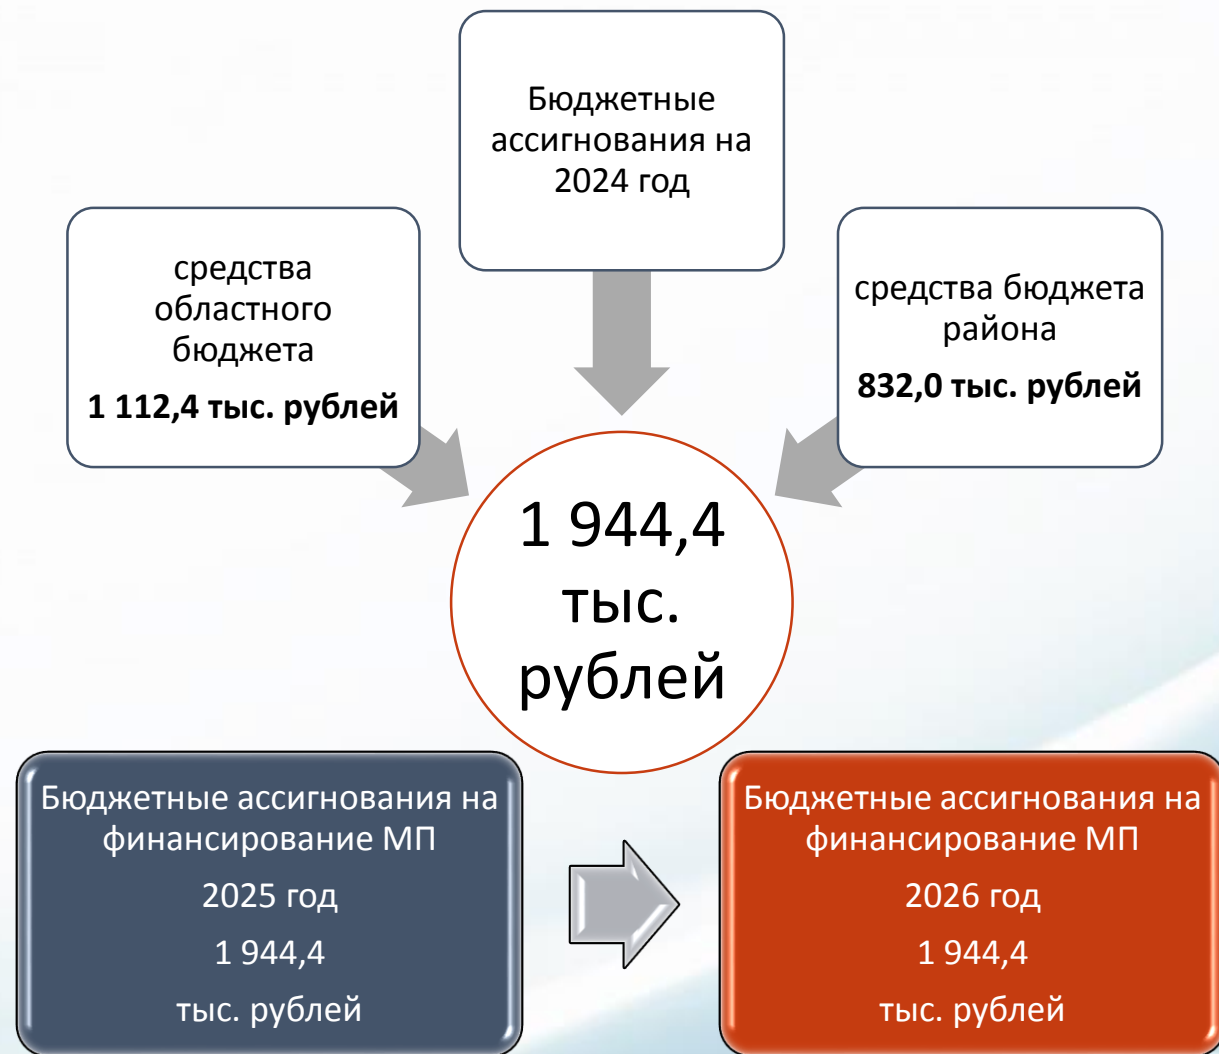 Бюджетные
ассигнования на
2024 год
средства
областного
бюджета
1 112,4 тыс. рублей
средства бюджета
района
832,0 тыс. рублей
1 944,4
тыс.
рублей
Бюджетные ассигнования на
финансирование МП
2025 год
1 944,4
тыс. рублей
Бюджетные ассигнования на
финансирование МП
2026 год
1 944,4
тыс. рублей